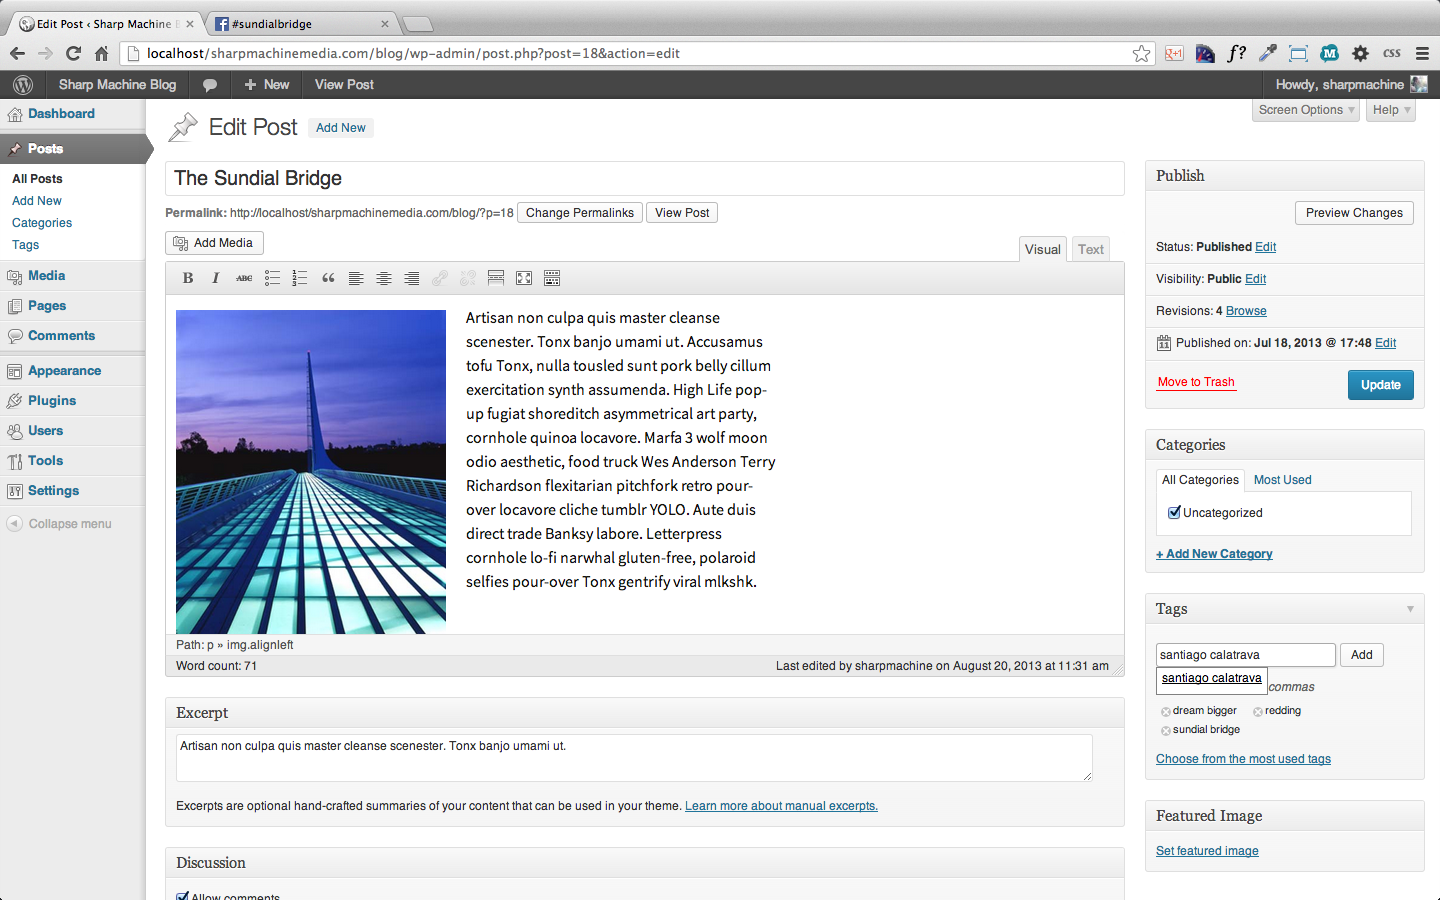 Edit Post ‹ Sharp Machine B
#sundialbridge
localhost/sharpmachinemedia.com/blog/wp-admin/post.php?post=18&action=edit
g+1
f?
M
css
Sharp Machine Blog
+ New
View Post
Howdy, sharpmachine
Dashboard
Posts
All Posts
Add New
Categories
Tags
Media
Pages
Comments
Appearance
Plugins
Users
Tools
Settings
Collapse menu
Screen Options
Help
Edit Post
Add New
The Sundial Bridge
Permalink: http://localhost/sharpmachinemedia.com/blog/?p=18 Change Permalinks View Post
Add Media
Visual
Text
B I ABC
Artisan non culpa quis master cleanse
scenester. Tonx banjo umami ut. Accusamus
tofu Tonx, nulla tousled sunt pork belly cillum
exercitation synth assumenda. High Life pop-
up fugiat shoreditch asymmetrical art party,
cornhole quinoa locavore. Marfa 3 wolf moon
odio aesthetic, food truck Wes Anderson Terry
Richardson flexitarian pitchfork retro pour-
over locavore cliche tumblr YOLO. Aute duis
direct trade Banksy labore. Letterpress
cornhole lo-fi narwhal gluten-free, polaroid
selfies pour-over Tonx gentrify viral mlkshk.
Path: p » img.alignleft
Word count: 71
Last edited by sharpmachine on August 20, 2013 at 11:31 am
Excerpt
Artisan non culpa quis master cleanse scenester. Tonx banjo umami ut.
Excerpts are optional hand-crafted summaries of your content that can be used in your theme. Learn more about manual excerpts.
Discussion
Allow comments
Publish
Preview Changes
Status: Published Edit
Visibility: Public Edit
Revisions: 4 Browse
11 Published on: Jul 18, 2013 @ 17:48 Edit
Move to Trash
Update
Categories
All Categories
Most Used
Uncategorized
+ Add New Category
Tags
santiago calatrava
Add
santiago calatrava
commas
dream bigger
redding
sundial bridge
Choose from the most used tags
Featured Image
Set featured image